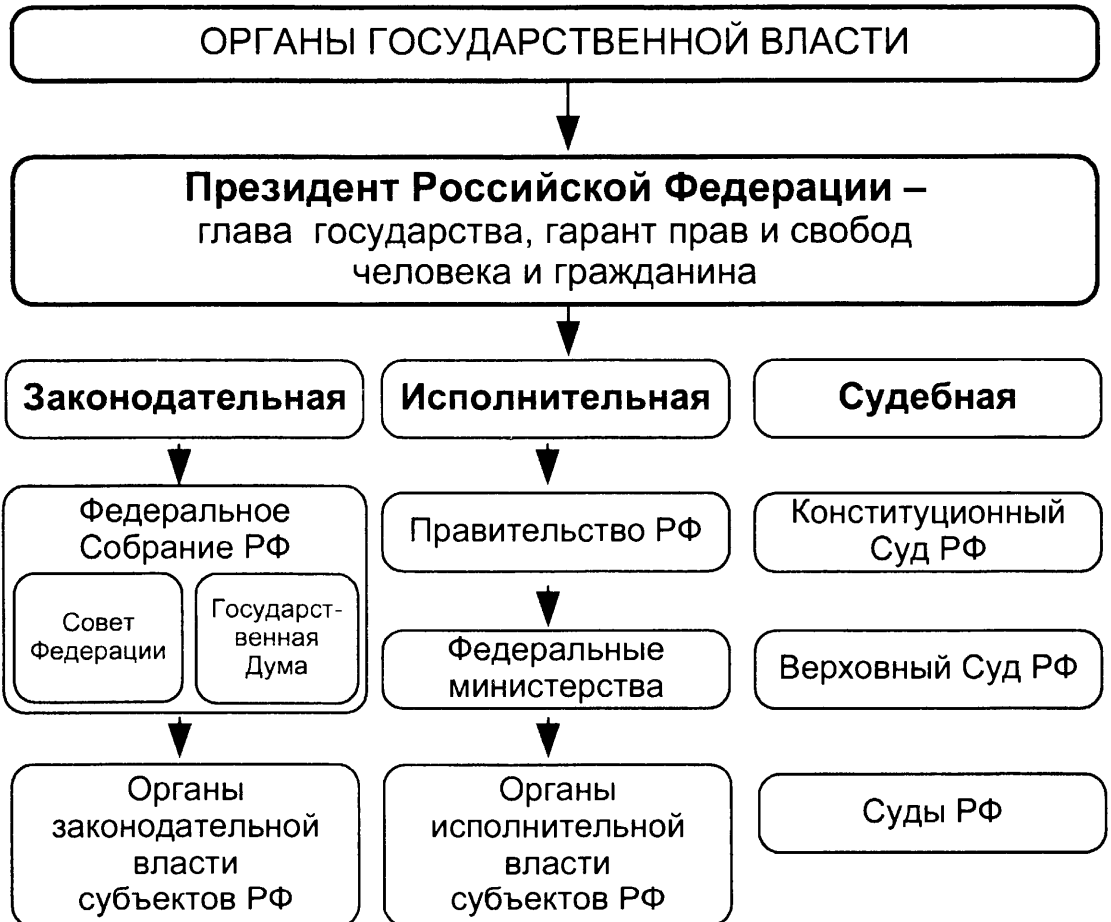 ОРГАНЫ ГОСУДАРСТВЕННОЙ ВЛАСТИ
Президент Российской Федерации –
глава государства, гарант прав и свобод
человека и гражданина
Законодательная
Исполнительная
Судебная
Федеральное
Собрание РФ
Совет
Федерации
Государст-
венная
Дума
Правительство РФ
Конституционный
Суд РФ
Федеральные
министерства
Верховный Суд РФ
Органы
законодательной
власти
субъектов РФ
Органы
исполнительной
власти
субъектов РФ
Суды РФ